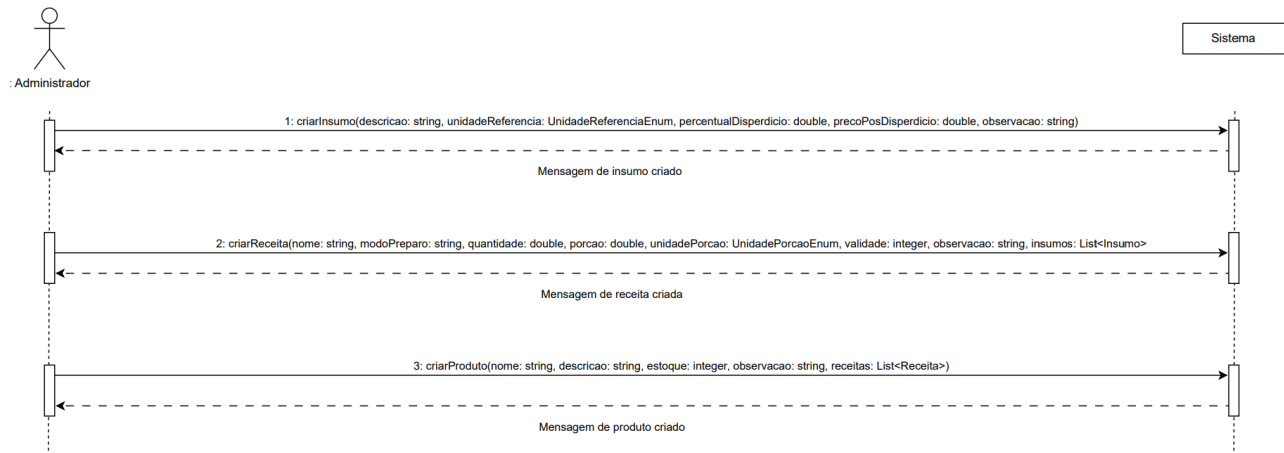 Sistema
: Administrador
1: criarInsumo(descricao: string, unidadeReferencia: UnidadeReferenciaEnum, percentualDisperdicio: double, precoPosDisperdicio: double, observacao: string)
Mensagem de insumo criado
2: criarReceita(nome: string, modoPreparo: string, quantidade: double, porcao: double, unidadePorcao: UnidadePorcaoEnum, validade: integer, observacao: string, insumos: List<Insumo>
Mensagem de receita criada
3: criarProduto(nome: string, descricao: string, estoque: integer, observacao: string, receitas: List<Receita>)
Mensagem de produto criado